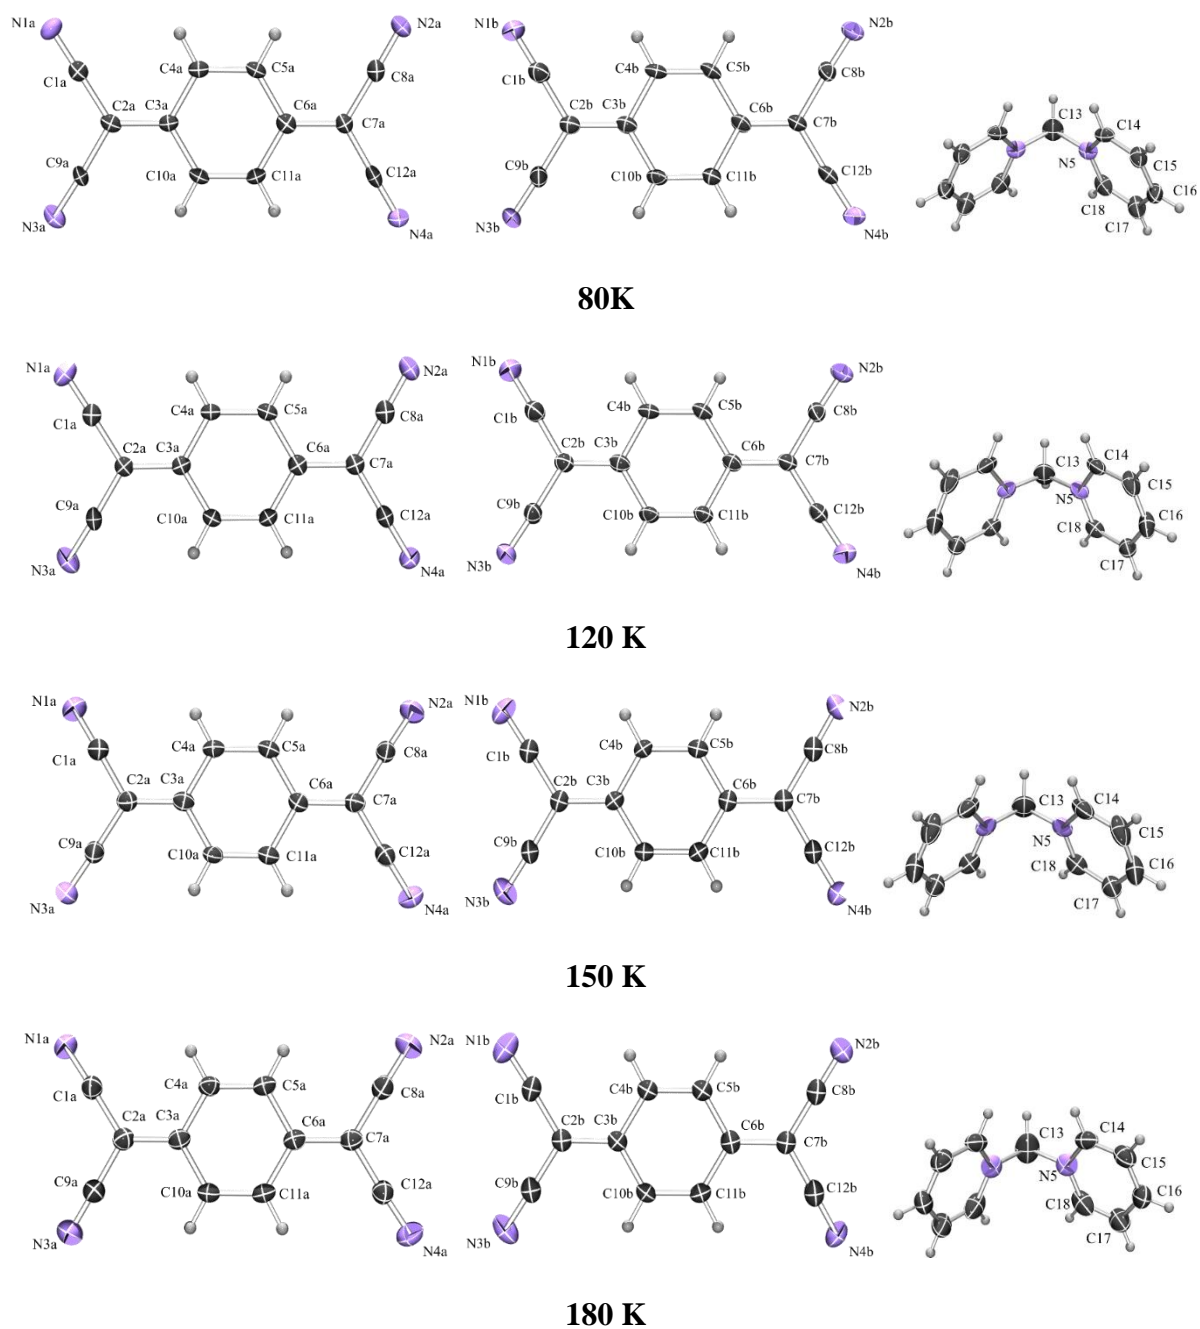 N1a N2a N1b N2b
C4a C5a C4b C5b
C1a C8a C1b C8b
C2a C3a C6a C7a C2b C3b C6b C7b C13 C14
C9a C10a C11a C12a C9b C10b C11b C12b N5 C15
C18 C16
N3a N4a N3b N4b C17
80K
N1a N2a N1b N2b
C4a C5a C4b C5b
C1a C8a C1b C8b
C2a C3a C6a C7a C2b C3b C6b C7b C13 C14
C9a C10a C11a C12a C9b C10b C11b C12b N5 C15
C18 C16
N3a N4a N3b N4b C17
120 K
N1a N2a N1b N2b
C4a C5a C4b C5b
C1a C8a C1b C8b
C2a C3a C6a C7a C2b C3b C6b C7b C13 C14
C9a C10a C11a C12a C9b C10b C11b C12b N5 C15
C18 C16
N3a N4a N3b N4b C17
150 K
N1a N2a N1b N2b
C4a C5a C4b C5b
C1a C8a C1b C8b
C2a C3a C6a C7a C2b C3b C6b C7b C13 C14
C9a C10a C11a C12a C9b C10b C11b C12b N5 C15
C18 C16
N3a N4a N3b N4b C17
180 K